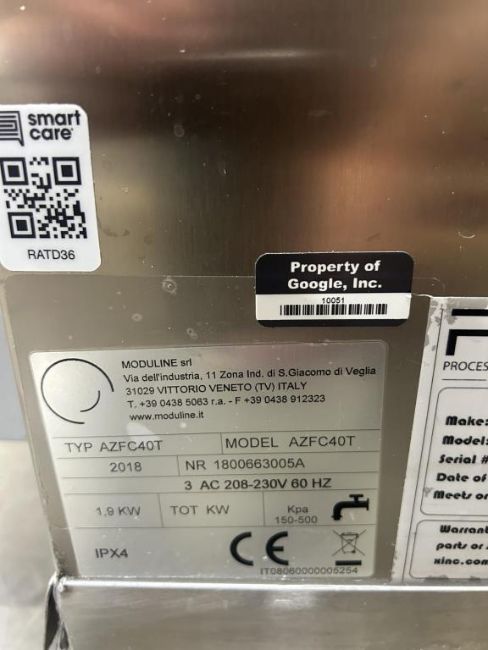 smart
care
RATD36
Property of
Google, Inc.
10051
MODULINE srl
Via dell'industria, 11 Zona Ind. di S.Giacomo di Veglia
31029 VITTORIO VENETO (TV) ITALY
T. +39 0438 5063 r.a. - F +39 0438 912323
www.moduline.it
TYP AZFC40T MODEL AZFC40T
2018 NR 1800663005A
3 AC 208-230V 60 HZ
1,9 KW TOT KW Kpa
150-500
IPX4 CE
IT08060000005254
PROCES
Make:
Model:
Serial #
Date of
Meets or
Warrant
parts or
xinc.com